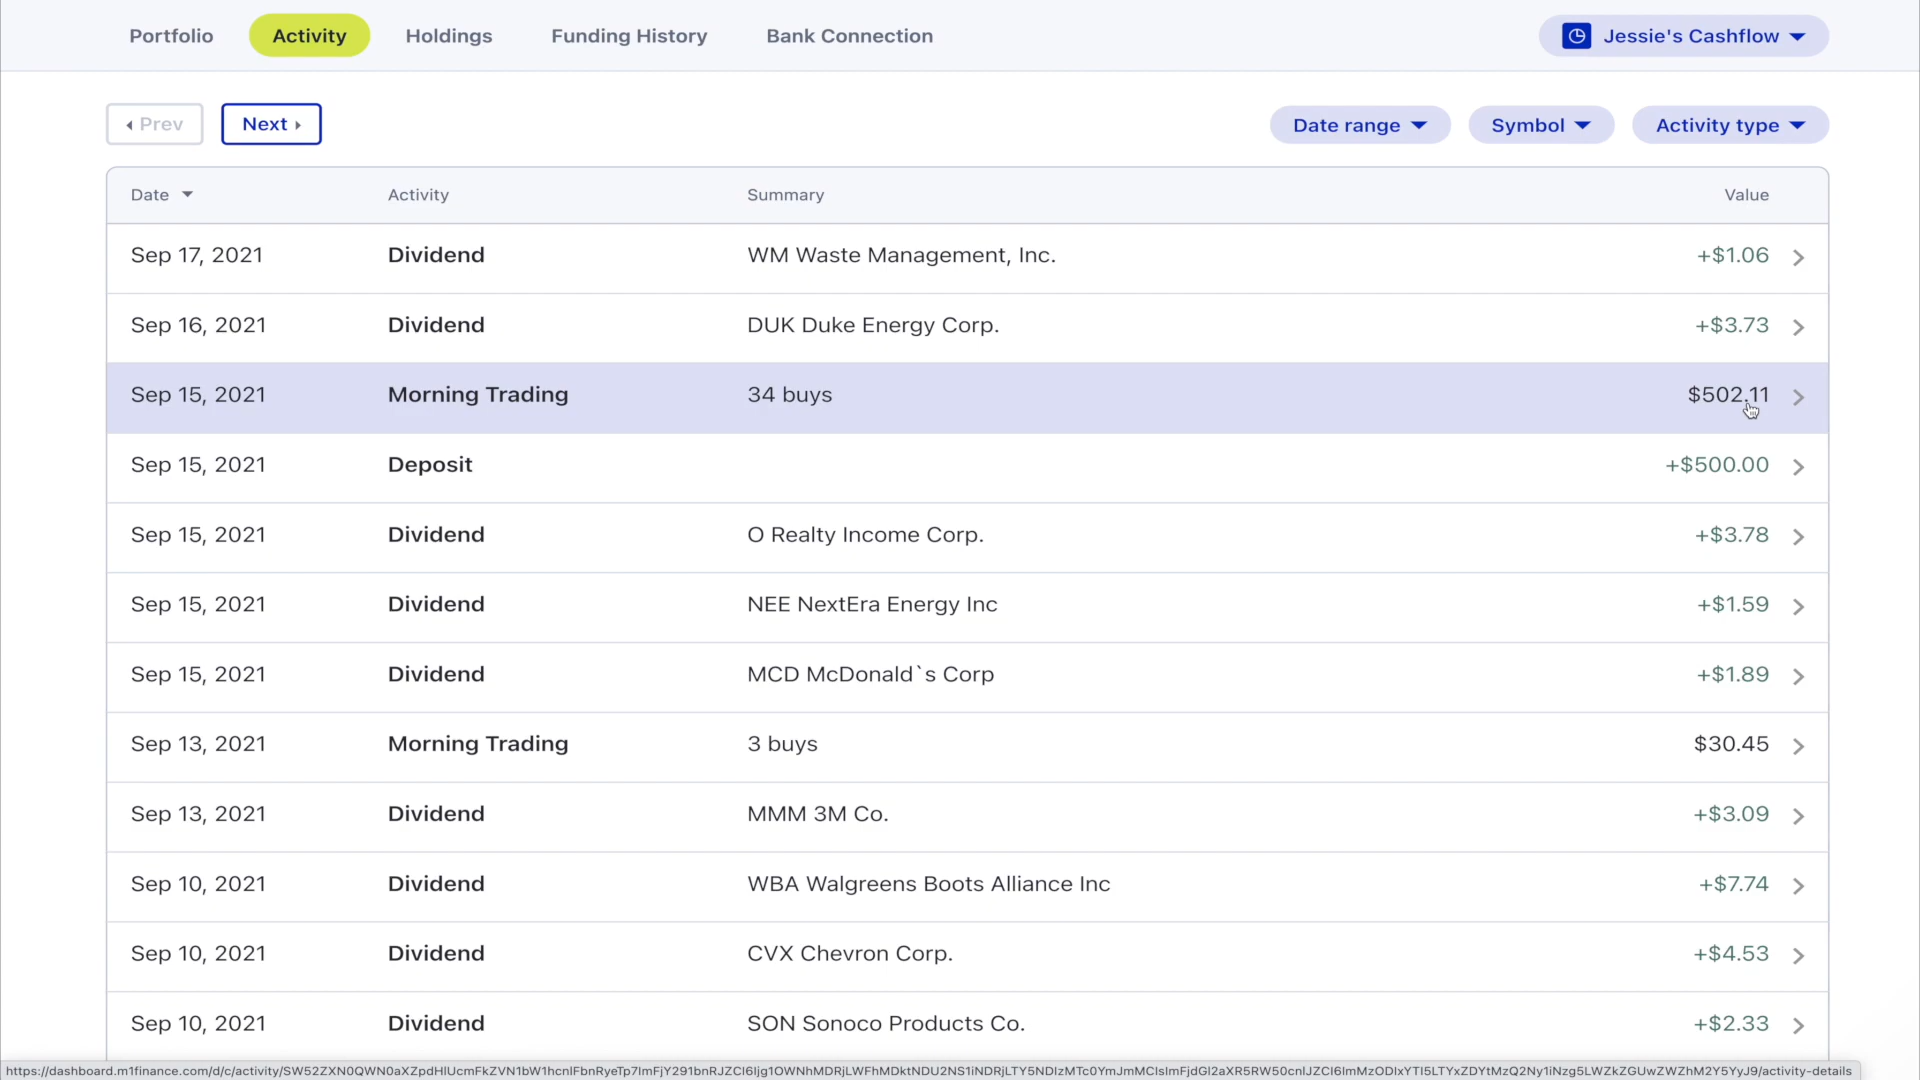 Portfolio Activity Holdings Funding History Bank Connection Jessie's Cashflow
Prev Next Date range Symbol Activity type
Date Activity Summary Value
Sep 17, 2021 Dividend WM Waste Management, Inc. +$1.06
Sep 16, 2021 Dividend DUK Duke Energy Corp. +$3.73
Sep 15, 2021 Morning Trading 34 buys $502.11
Sep 15, 2021 Deposit +$500.00
Sep 15, 2021 Dividend O Realty Income Corp. +$3.78
Sep 15, 2021 Dividend NEE NextEra Energy Inc +$1.59
Sep 15, 2021 Dividend MCD McDonald`s Corp +$1.89
Sep 13, 2021 Morning Trading 3 buys $30.45
Sep 13, 2021 Dividend MMM 3M Co. +$3.09
Sep 10, 2021 Dividend WBA Walgreens Boots Alliance Inc +$7.74
Sep 10, 2021 Dividend CVX Chevron Corp. +$4.53
Sep 10, 2021 Dividend SON Sonoco Products Co. +$2.33